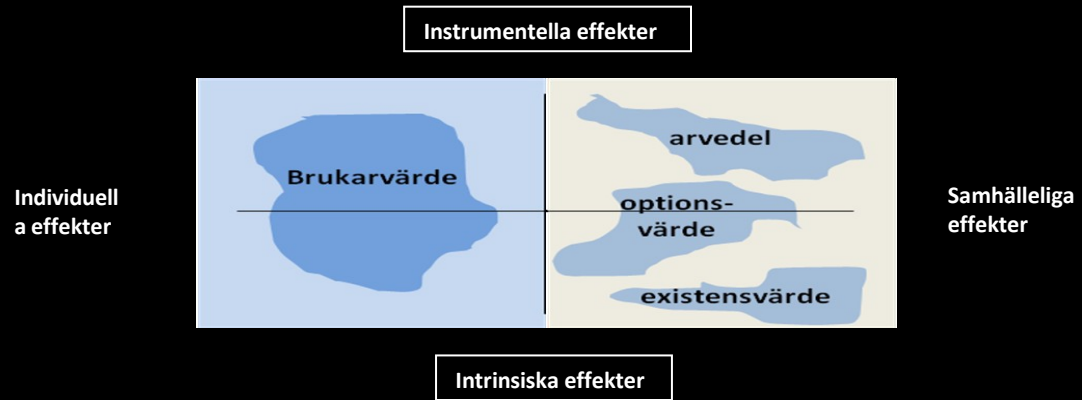 Instrumentella effekter
arvedel
Brukarvärde
Individuell
a effekter
options-
värde
Samhälleliga
effekter
existensvärde
Intrinsiska effekter